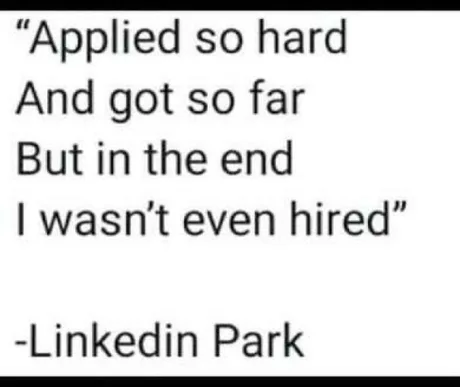 “Applied so hard
And got so far
But in the end
I wasn’t even hired”
-Linkedin Park